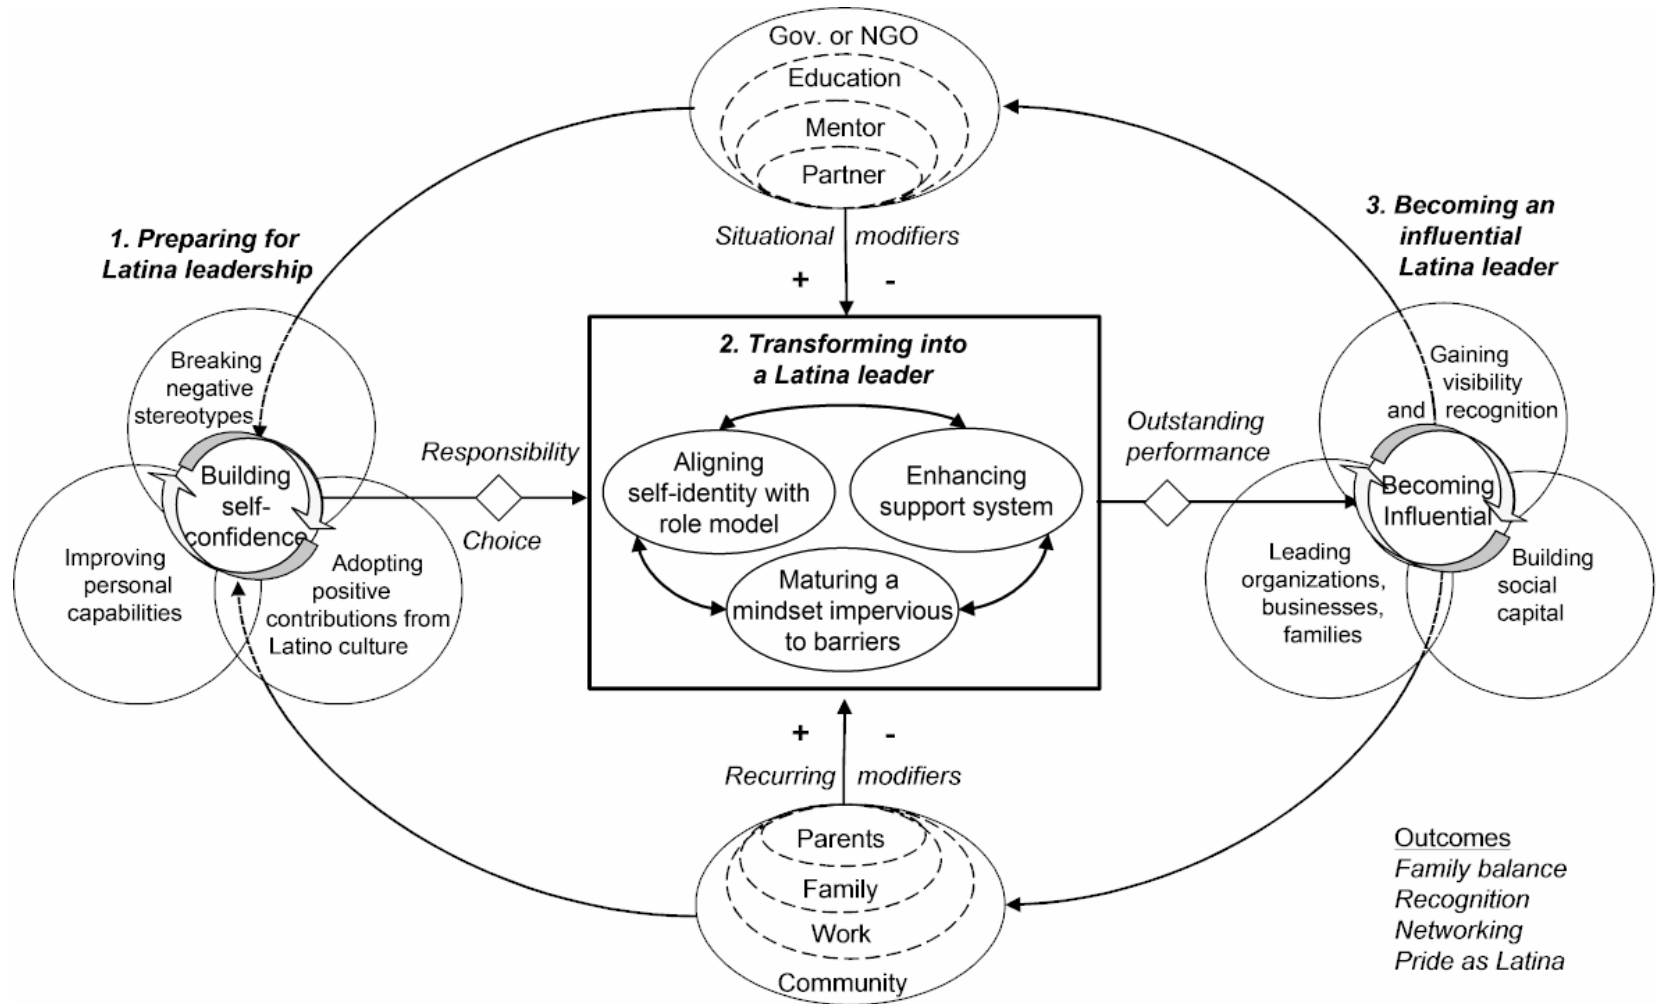 Gov. or NGO
Education
Mentor
Partner
Situational modifiers
+ -
1. Preparing for
Latina leadership
Breaking
negative
stereotypes
Building
self-
confidence
Improving
personal
capabilities
Adopting
positive
contributions from
Latino culture
Responsibility
Choice
2. Transforming into
a Latina leader
Aligning
self-identity with
role model
Enhancing
support system
Maturing a
mindset impervious
to barriers
Outstanding
performance
3. Becoming an
influential
Latina leader
Gaining
visibility
and recognition
Becoming
Influential
Leading
organizations,
businesses,
families
Building
social
capital
+ -
Recurring modifiers
Parents
Family
Work
Community
Outcomes
Family balance
Recognition
Networking
Pride as Latina